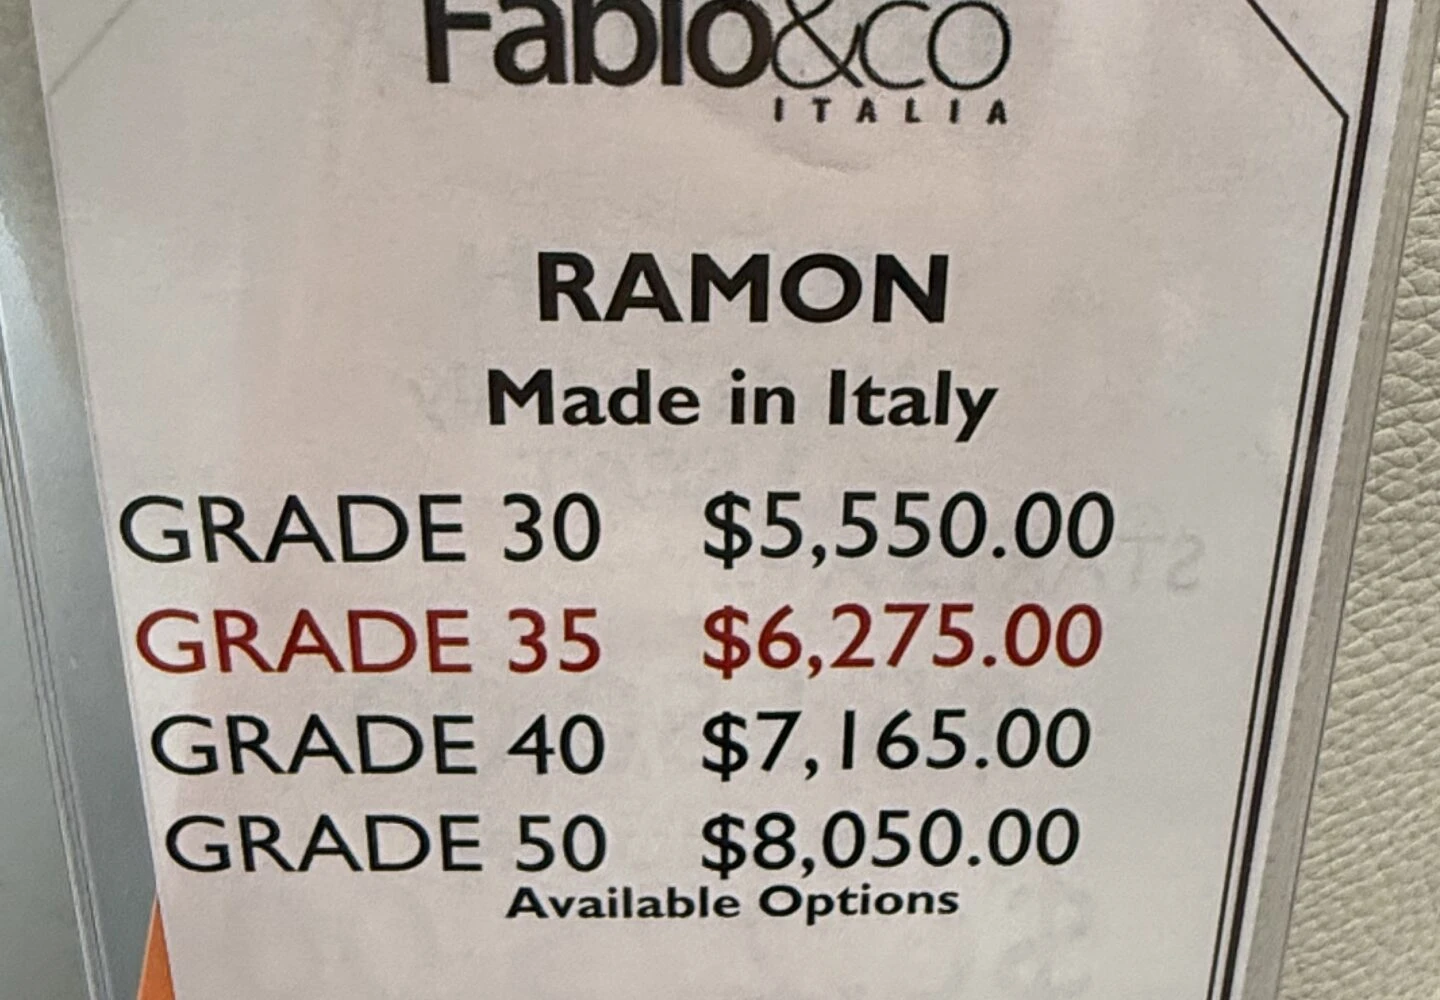 Fabio&co
ITALIA
RAMON
Made in Italy
GRADE 30 $5,550.00
GRADE 35 $6,275.00
GRADE 40 $7,165.00
GRADE 50 $8,050.00
Available Options